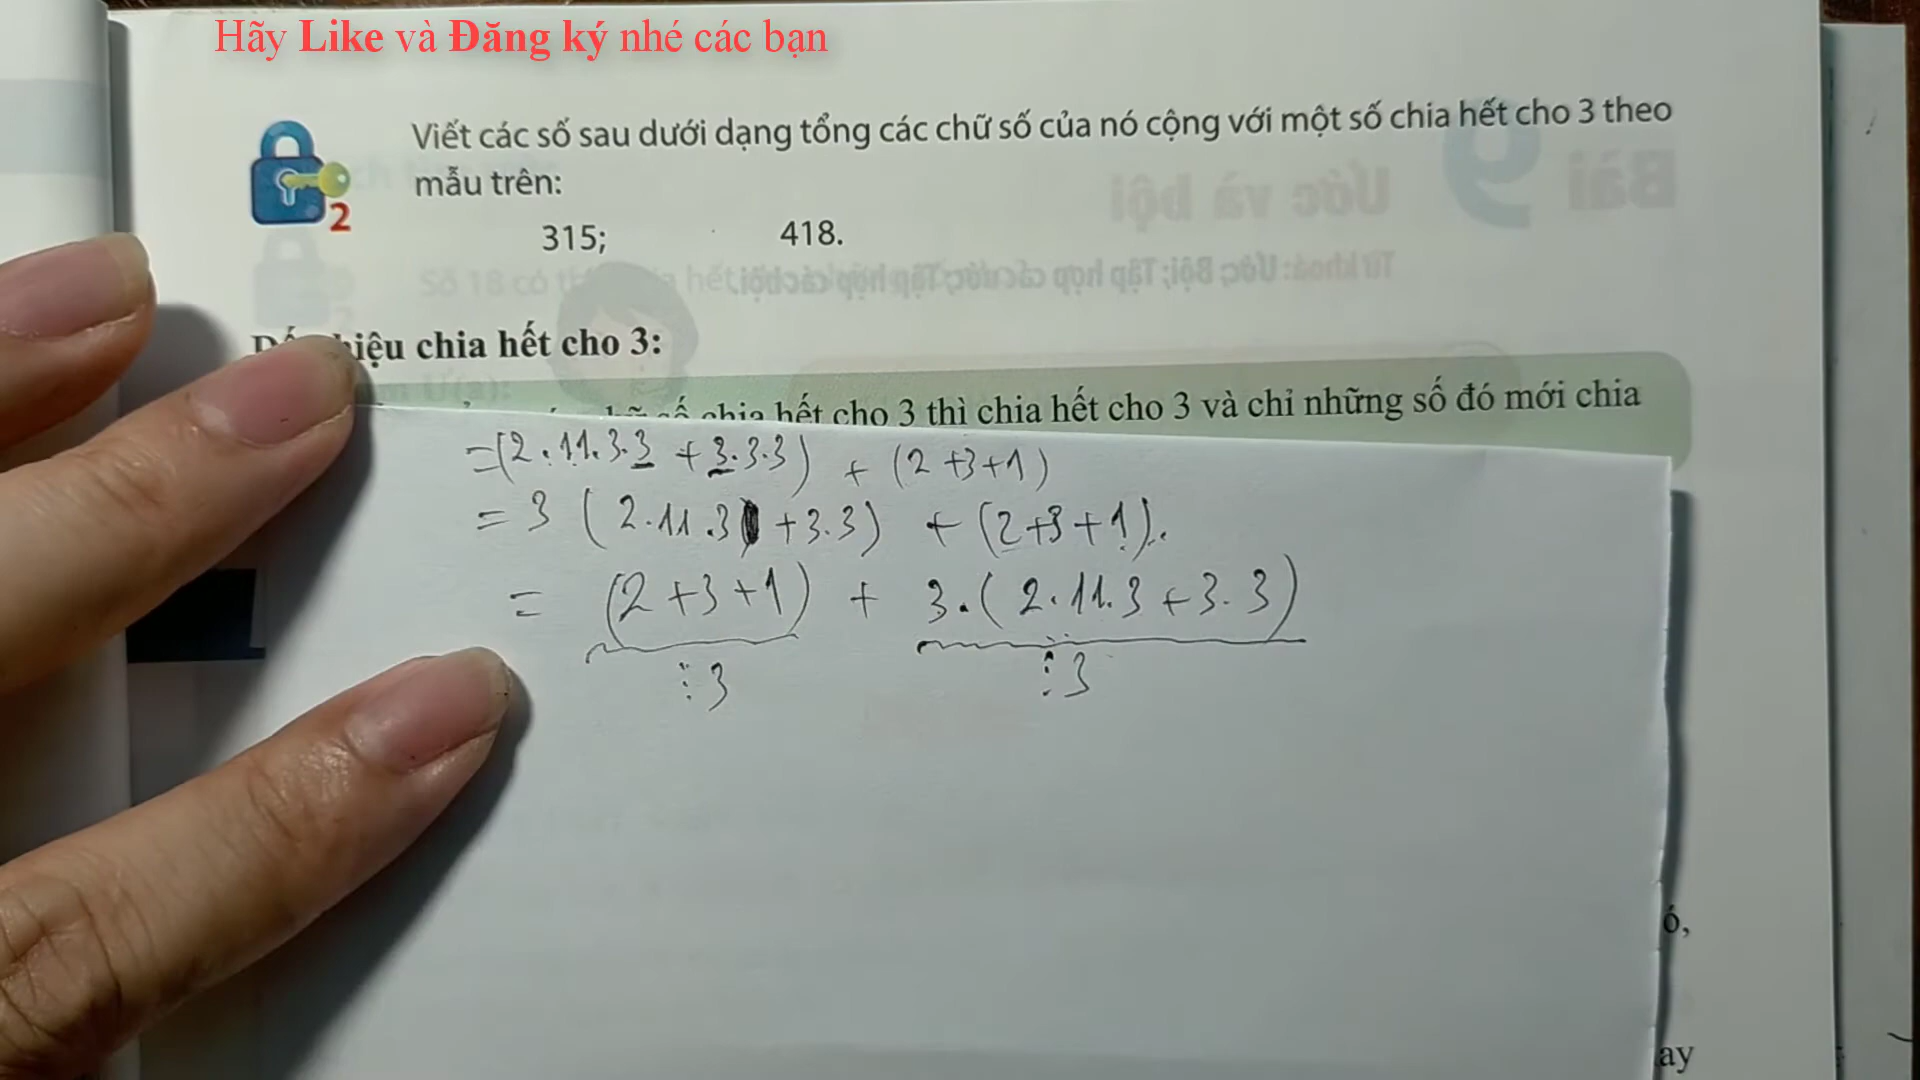 Hãy Like và Đăng ký nhé các bạn
Viết các số sau dưới dạng tổng các chữ số của nó cộng với một số chia hết cho 3 theo
mẫu trên:
2
315; 418.
hiệu chia hết cho 3:
số chia hết cho 3 thì chia hết cho 3 và chỉ những số đó mới chia
=(2.11.3.3 + 3.3.3) + (2+3+1)
= 3 (2.11.3 + 3.3) + (2+3+1).
= (2+3+1) + 3.(2.11.3+3.3)
⋮3 ⋮3
ó,
ay